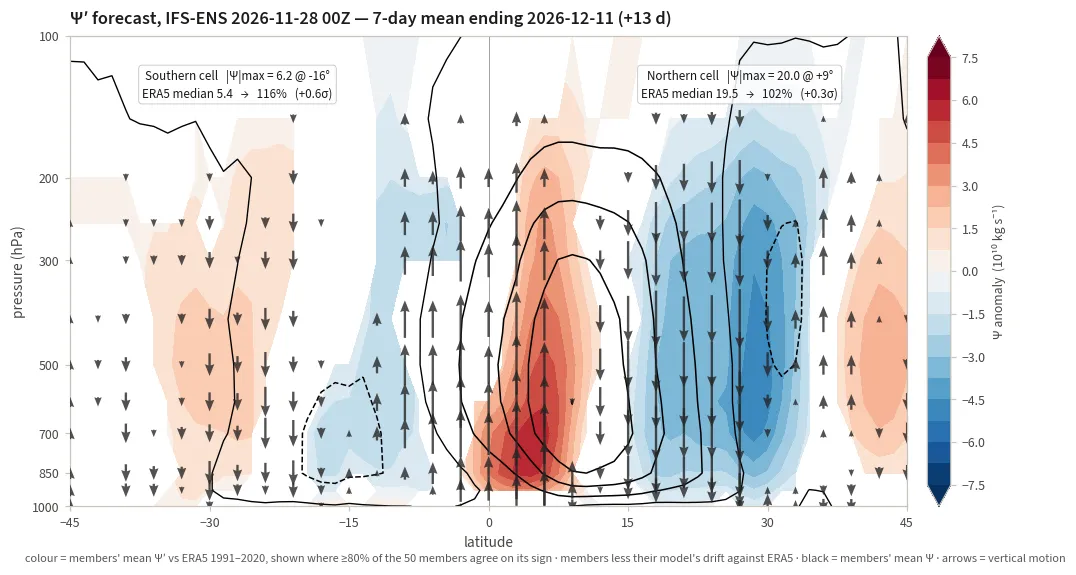 Ψ′ forecast, IFS-ENS 2026-11-28 00Z — 7-day mean ending 2026-12-11 (+13 d)
Southern cell |Ψ|max = 6.2 @ -16°
ERA5 median 5.4 → 116% (+0.6σ)
Northern cell |Ψ|max = 20.0 @ +9°
ERA5 median 19.5 → 102% (+0.3σ)
100
200
300
500
700
850
1000
pressure (hPa)
−45
−30
−15
0
15
30
45
latitude
7.5
6.0
4.5
3.0
1.5
0.0
−1.5
−3.0
−4.5
−6.0
−7.5
Ψ anomaly (10¹⁰ kg s⁻¹)
colour = members' mean Ψ′ vs ERA5 1991–2020, shown where ≥80% of the 50 members agree on its sign · members less their model's drift against ERA5 · black = members' mean Ψ · arrows = vertical motion